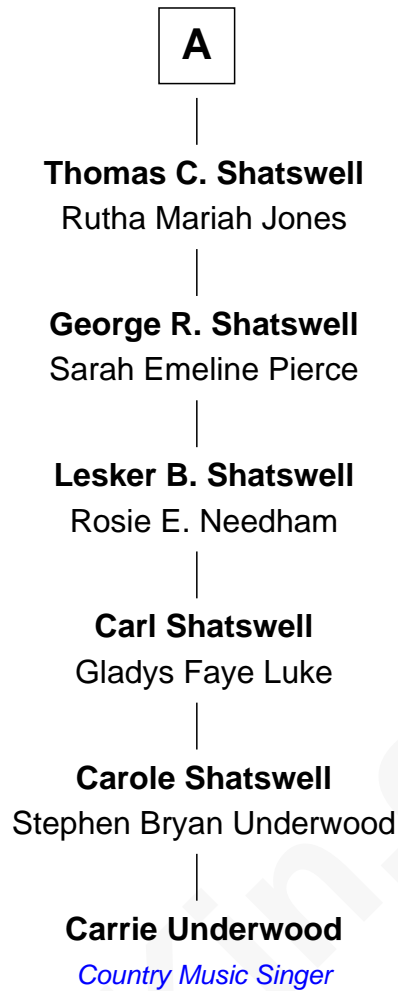 A
Thomas C. Shatswell
Rutha Mariah Jones
George R. Shatswell
Sarah Emeline Pierce
Lesker B. Shatswell
Rosie E. Needham
Carl Shatswell
Gladys Faye Luke
Carole Shatswell
Stephen Bryan Underwood
Carrie Underwood
Country Music Singer